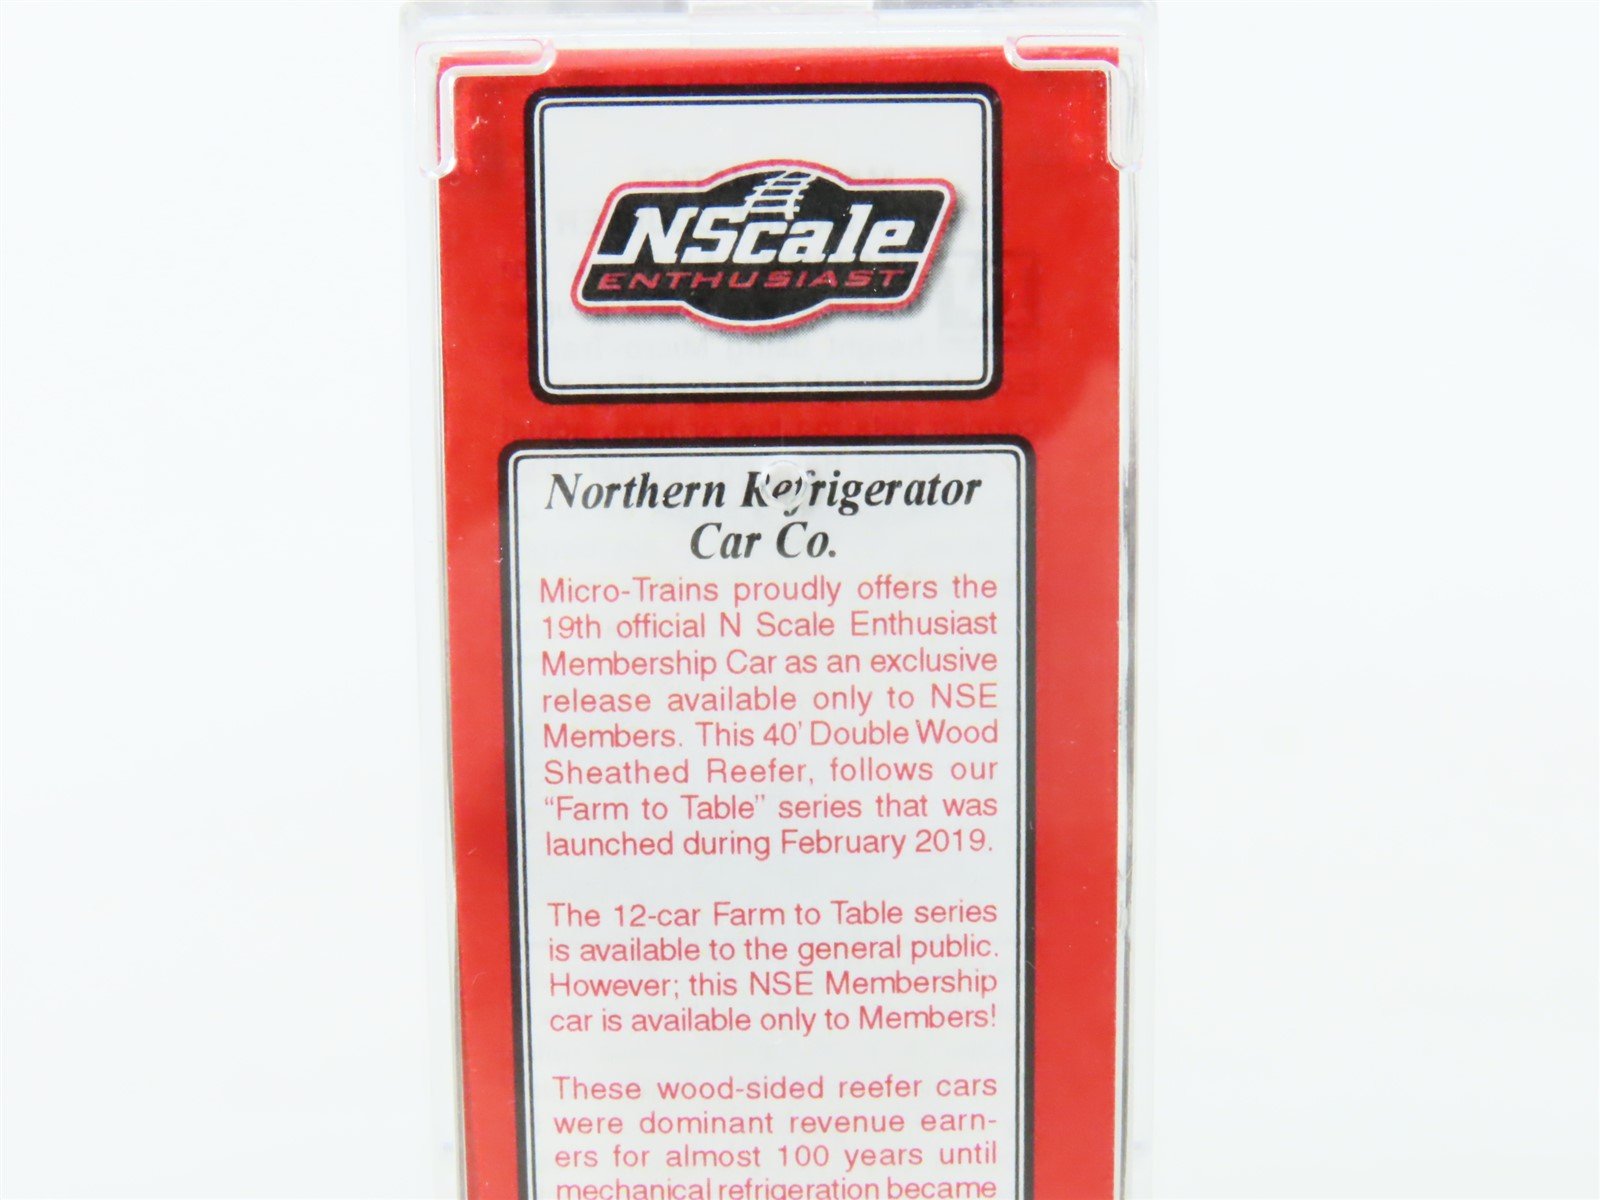 NScale
ENTHUSIAST
Northern Refrigerator
Car Co.
Micro-Trains proudly offers the
19th official N Scale Enthusiast
Membership Car as an exclusive
release available only to NSE
Members. This 40' Double Wood
Sheathed Reefer, follows our
“Farm to Table” series that was
launched during February 2019.
The 12-car Farm to Table series
is available to the general public.
However; this NSE Membership
car is available only to Members!
These wood-sided reefer cars
were dominant revenue earn-
ers for almost 100 years until
mechanical refrigeration became